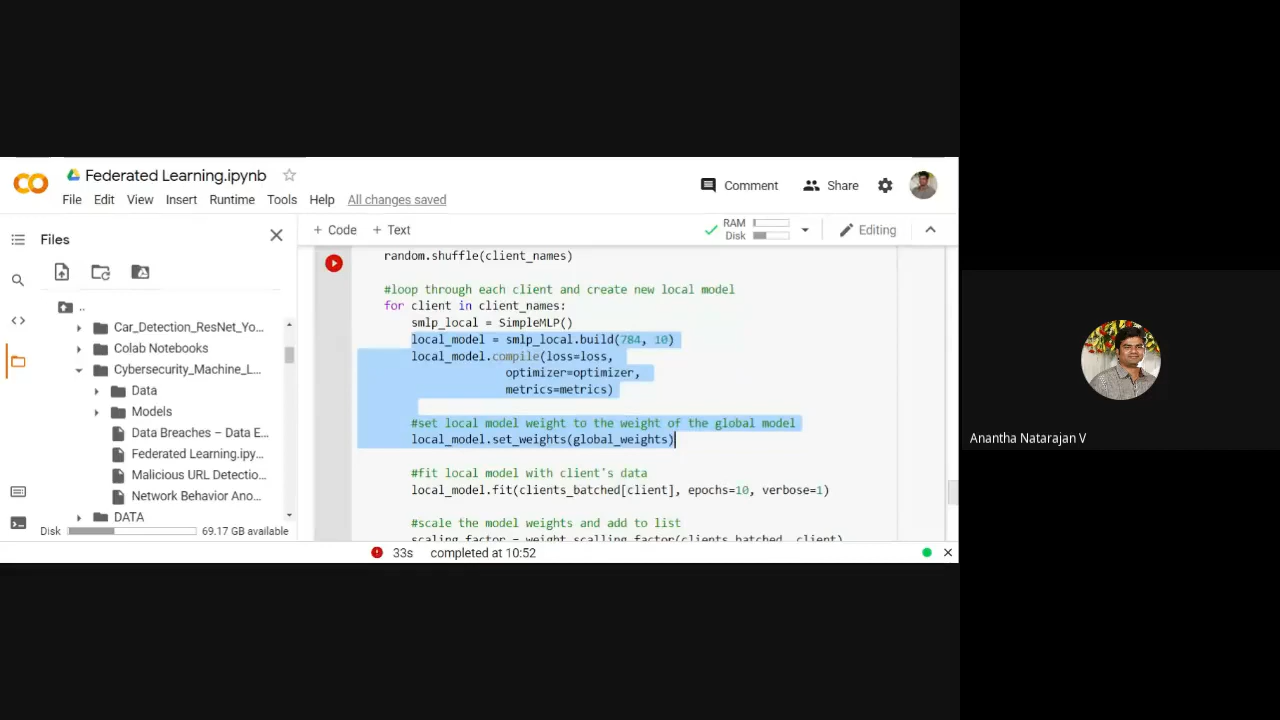 Federated Learning.ipynb
File Edit View Insert Runtime Tools Help All changes saved
Comment
Share
Files
+ Code + Text
RAM
Disk
Editing
..
Car_Detection_ResNet_Yo...
Colab Notebooks
Cybersecurity_Machine_L...
Data
Models
Data Breaches – Data E...
Federated Learning.ipy...
Malicious URL Detectio...
Network Behavior Ano...
DATA
Disk 69.17 GB available
random.shuffle(client_names)
#loop through each client and create new local model
for client in client_names:
smlp_local = SimpleMLP()
local_model = smlp_local.build(784, 10)
local_model.compile(loss=loss,
optimizer=optimizer,
metrics=metrics)
#set local model weight to the weight of the global model
local_model.set_weights(global_weights)
#fit local model with client's data
local_model.fit(clients_batched[client], epochs=10, verbose=1)
#scale the model weights and add to list
scaling_factor = weight_scalling_factor(clients_batched, client)
33s completed at 10:52
Anantha Natarajan V